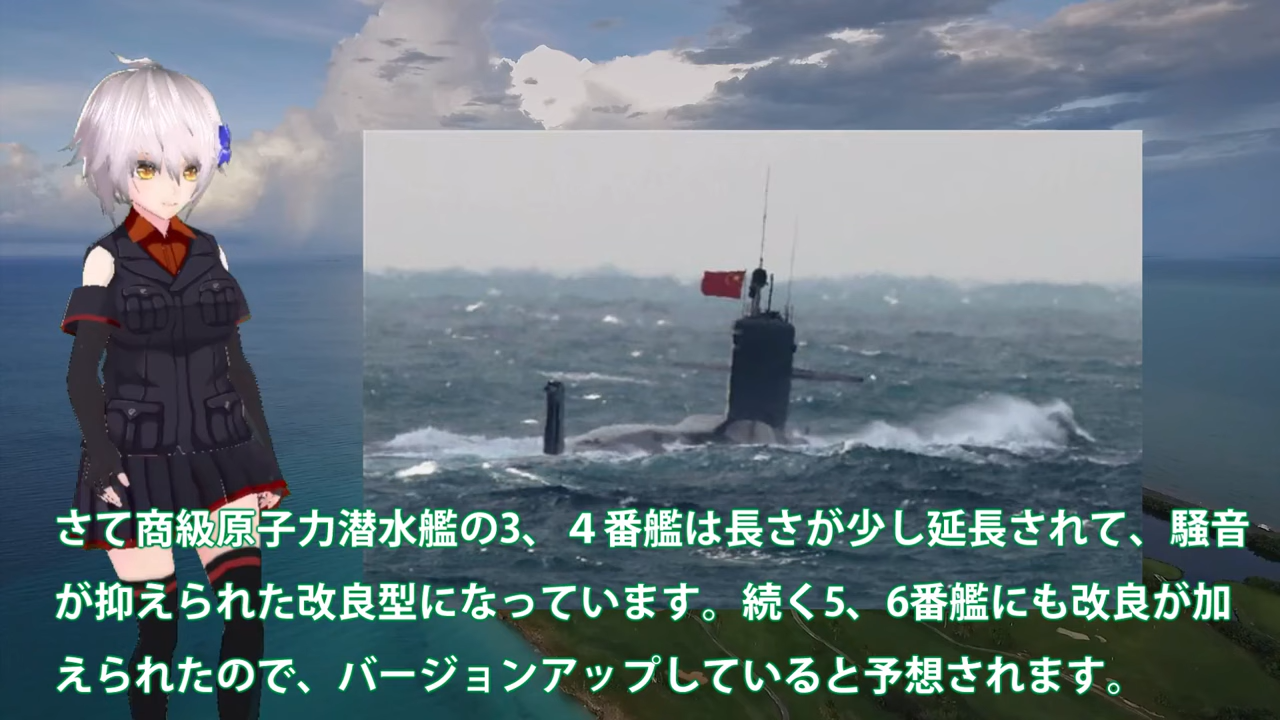 さて商級原子力潜水艦の3、４番艦は長さが少し延長されて、騒音
が抑えられた改良型になっています。続く5、6番艦にも改良が加
えられたので、バージョンアップしていると予想されます。